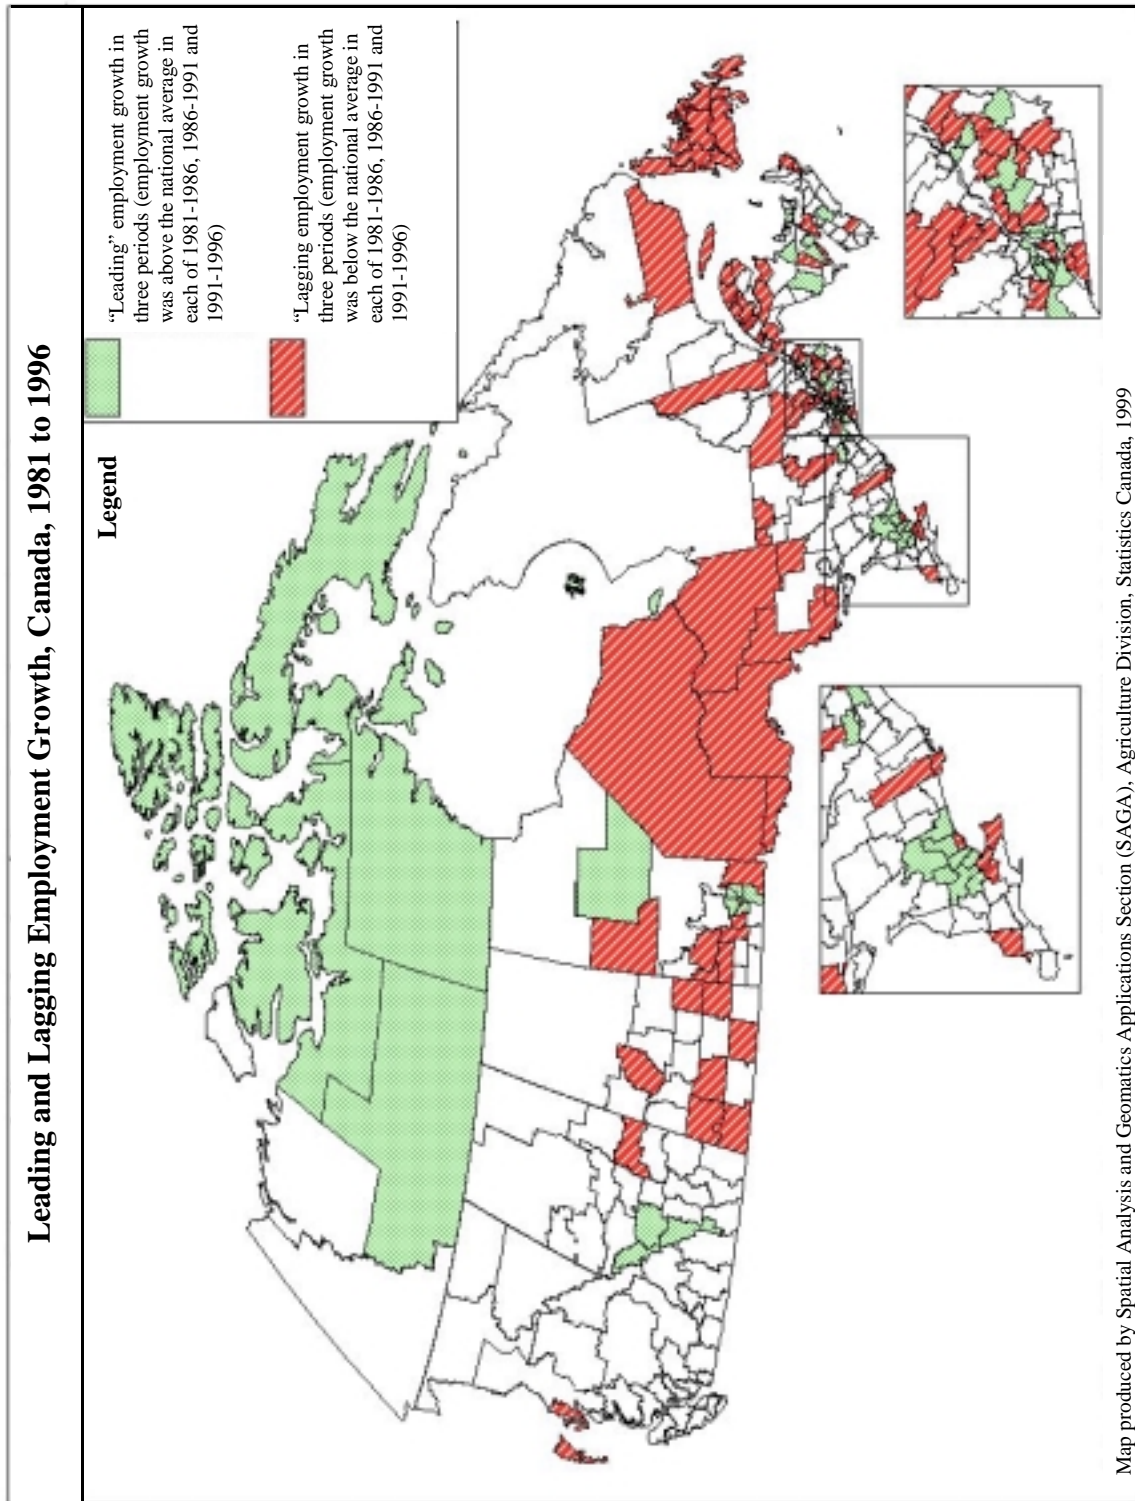 Leading and Lagging Employment Growth, Canada, 1981 to 1996
Legend
“Leading” employment growth in
three periods (employment growth
was above the national average in
each of 1981-1986, 1986-1991 and
1991-1996)
“Lagging employment growth in
three periods (employment growth
was below the national average in
each of 1981-1986, 1986-1991 and
1991-1996)
Map produced by Spatial Analysis and Geomatics Applications Section (SAGA), Agriculture Division, Statistics Canada, 1999